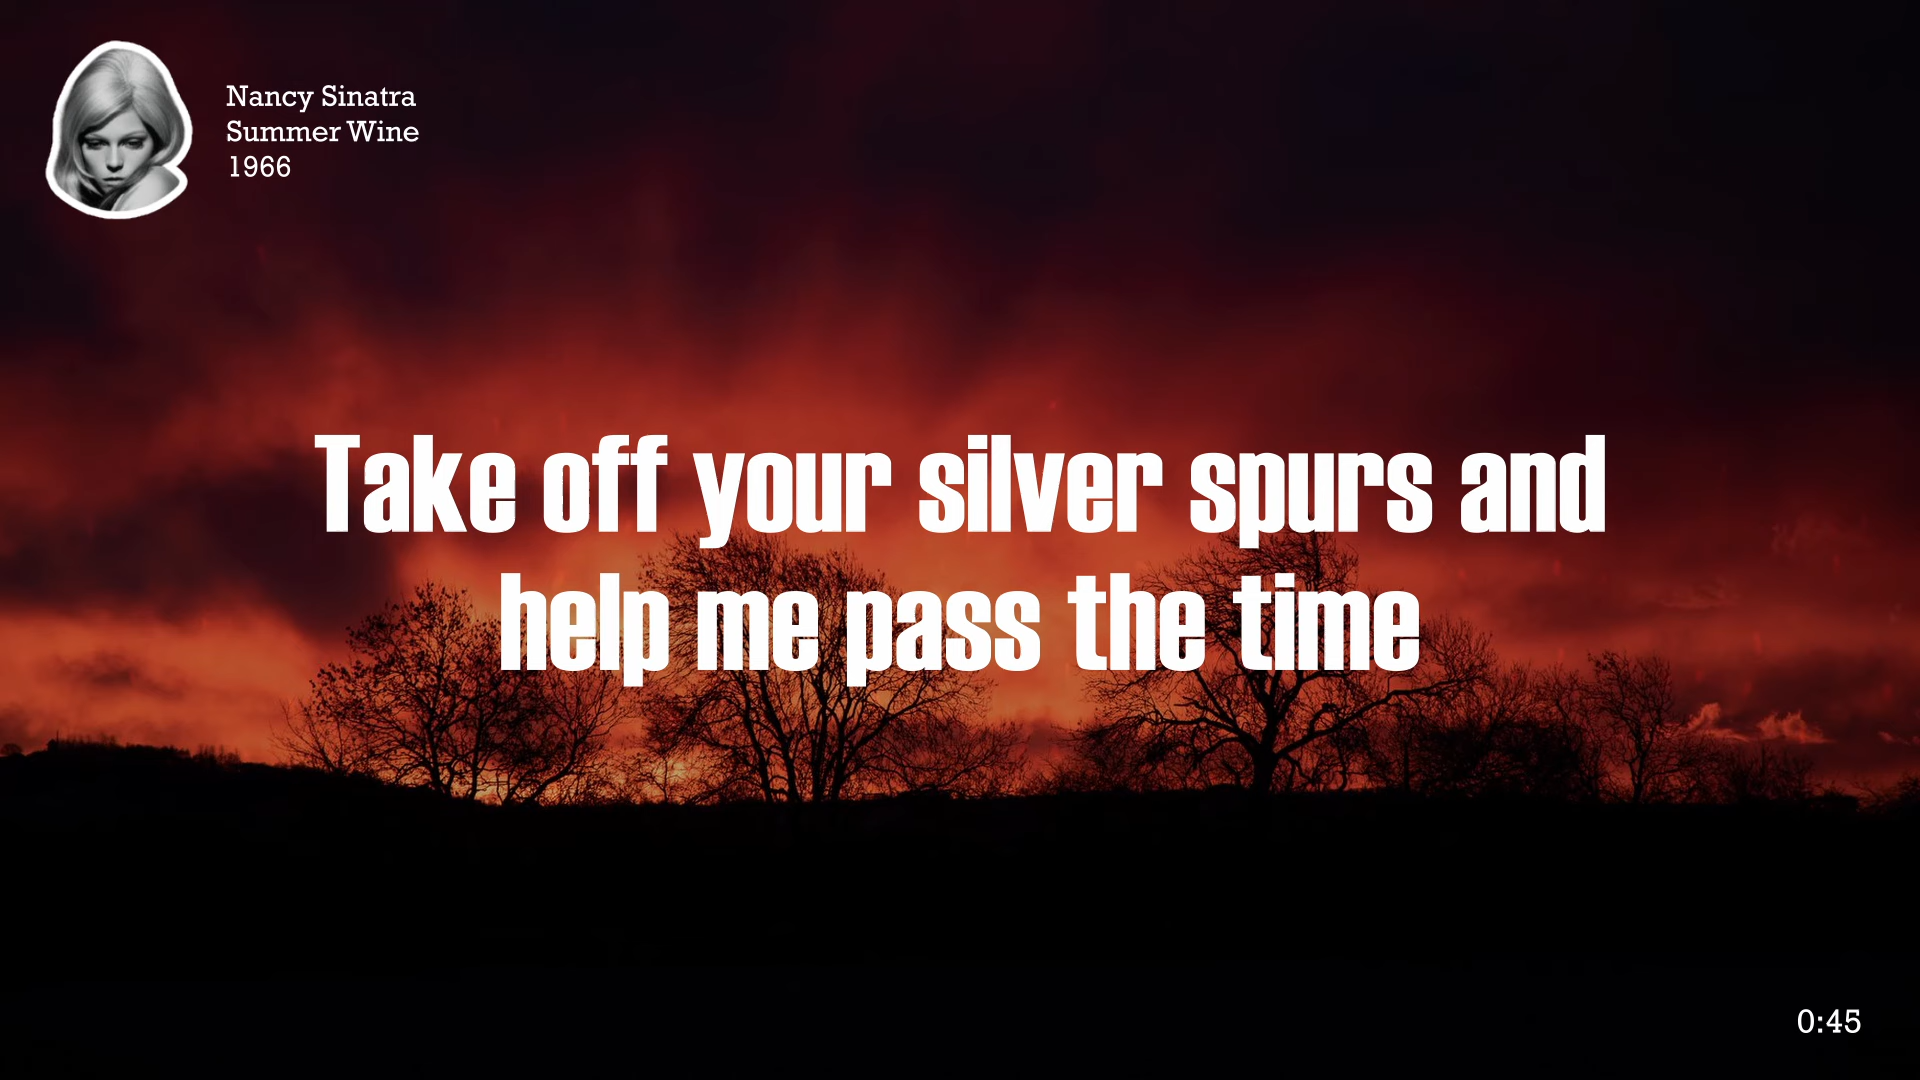 Nancy Sinatra
Summer Wine
1966
Take off your silver spurs and
help me pass the time
0:45